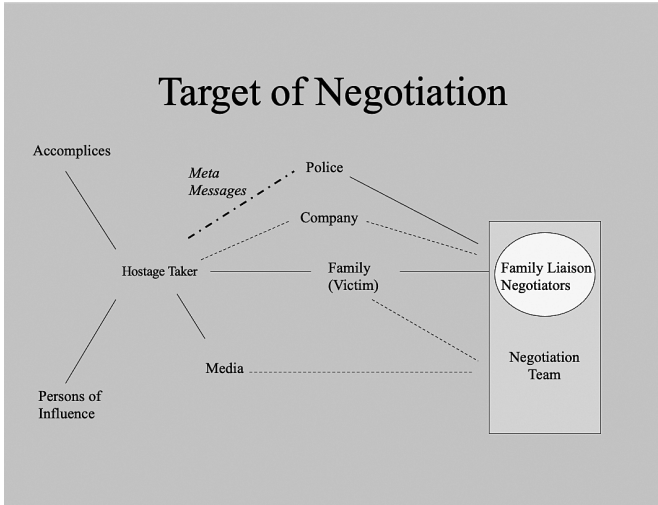 Target of Negotiation
Accomplices
Meta
Messages
Police
Company
Hostage Taker
Family
(Victim)
Family Liaison
Negotiators
Media
Negotiation
Team
Persons of
Influence